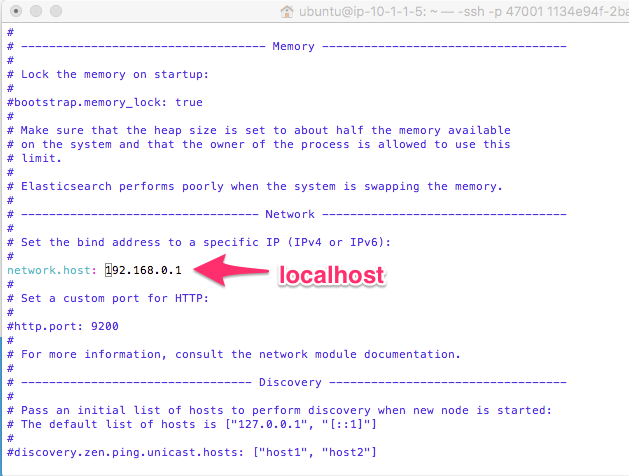 ubuntu@ip-10-1-1-5: ~ — -ssh -p 47001 1134e94f-2ba
#
# ----------------------------------- Memory -----------------------------------
#
# Lock the memory on startup:
#
#bootstrap.memory_lock: true
#
# Make sure that the heap size is set to about half the memory available
# on the system and that the owner of the process is allowed to use this
# limit.
#
# Elasticsearch performs poorly when the system is swapping the memory.
#
# ---------------------------------- Network -----------------------------------
#
# Set the bind address to a specific IP (IPv4 or IPv6):
#
network.host: 192.168.0.1
localhost
#
# Set a custom port for HTTP:
#
#http.port: 9200
#
# For more information, consult the network module documentation.
#
# --------------------------------- Discovery ----------------------------------
#
# Pass an initial list of hosts to perform discovery when new node is started:
# The default list of hosts is ["127.0.0.1", "[::1]"]
#
#discovery.zen.ping.unicast.hosts: ["host1", "host2"]